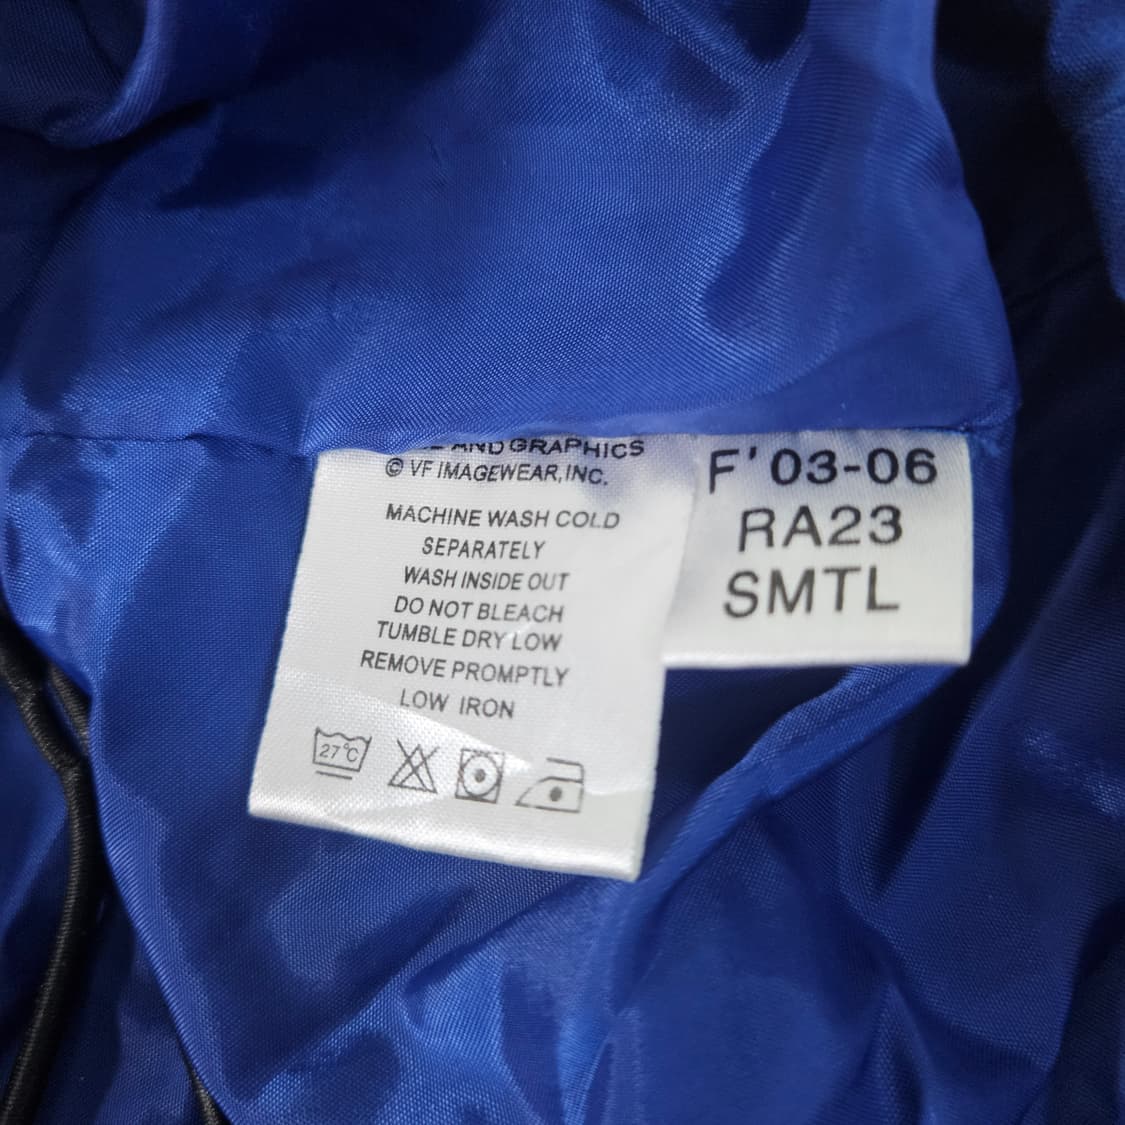 AND GRAPHICS
© VF IMAGEWEAR, INC.
MACHINE WASH COLD
SEPARATELY
WASH INSIDE OUT
DO NOT BLEACH
TUMBLE DRY LOW
REMOVE PROMPTLY
LOW IRON
27°C
F'03-06
RA23
SMTL